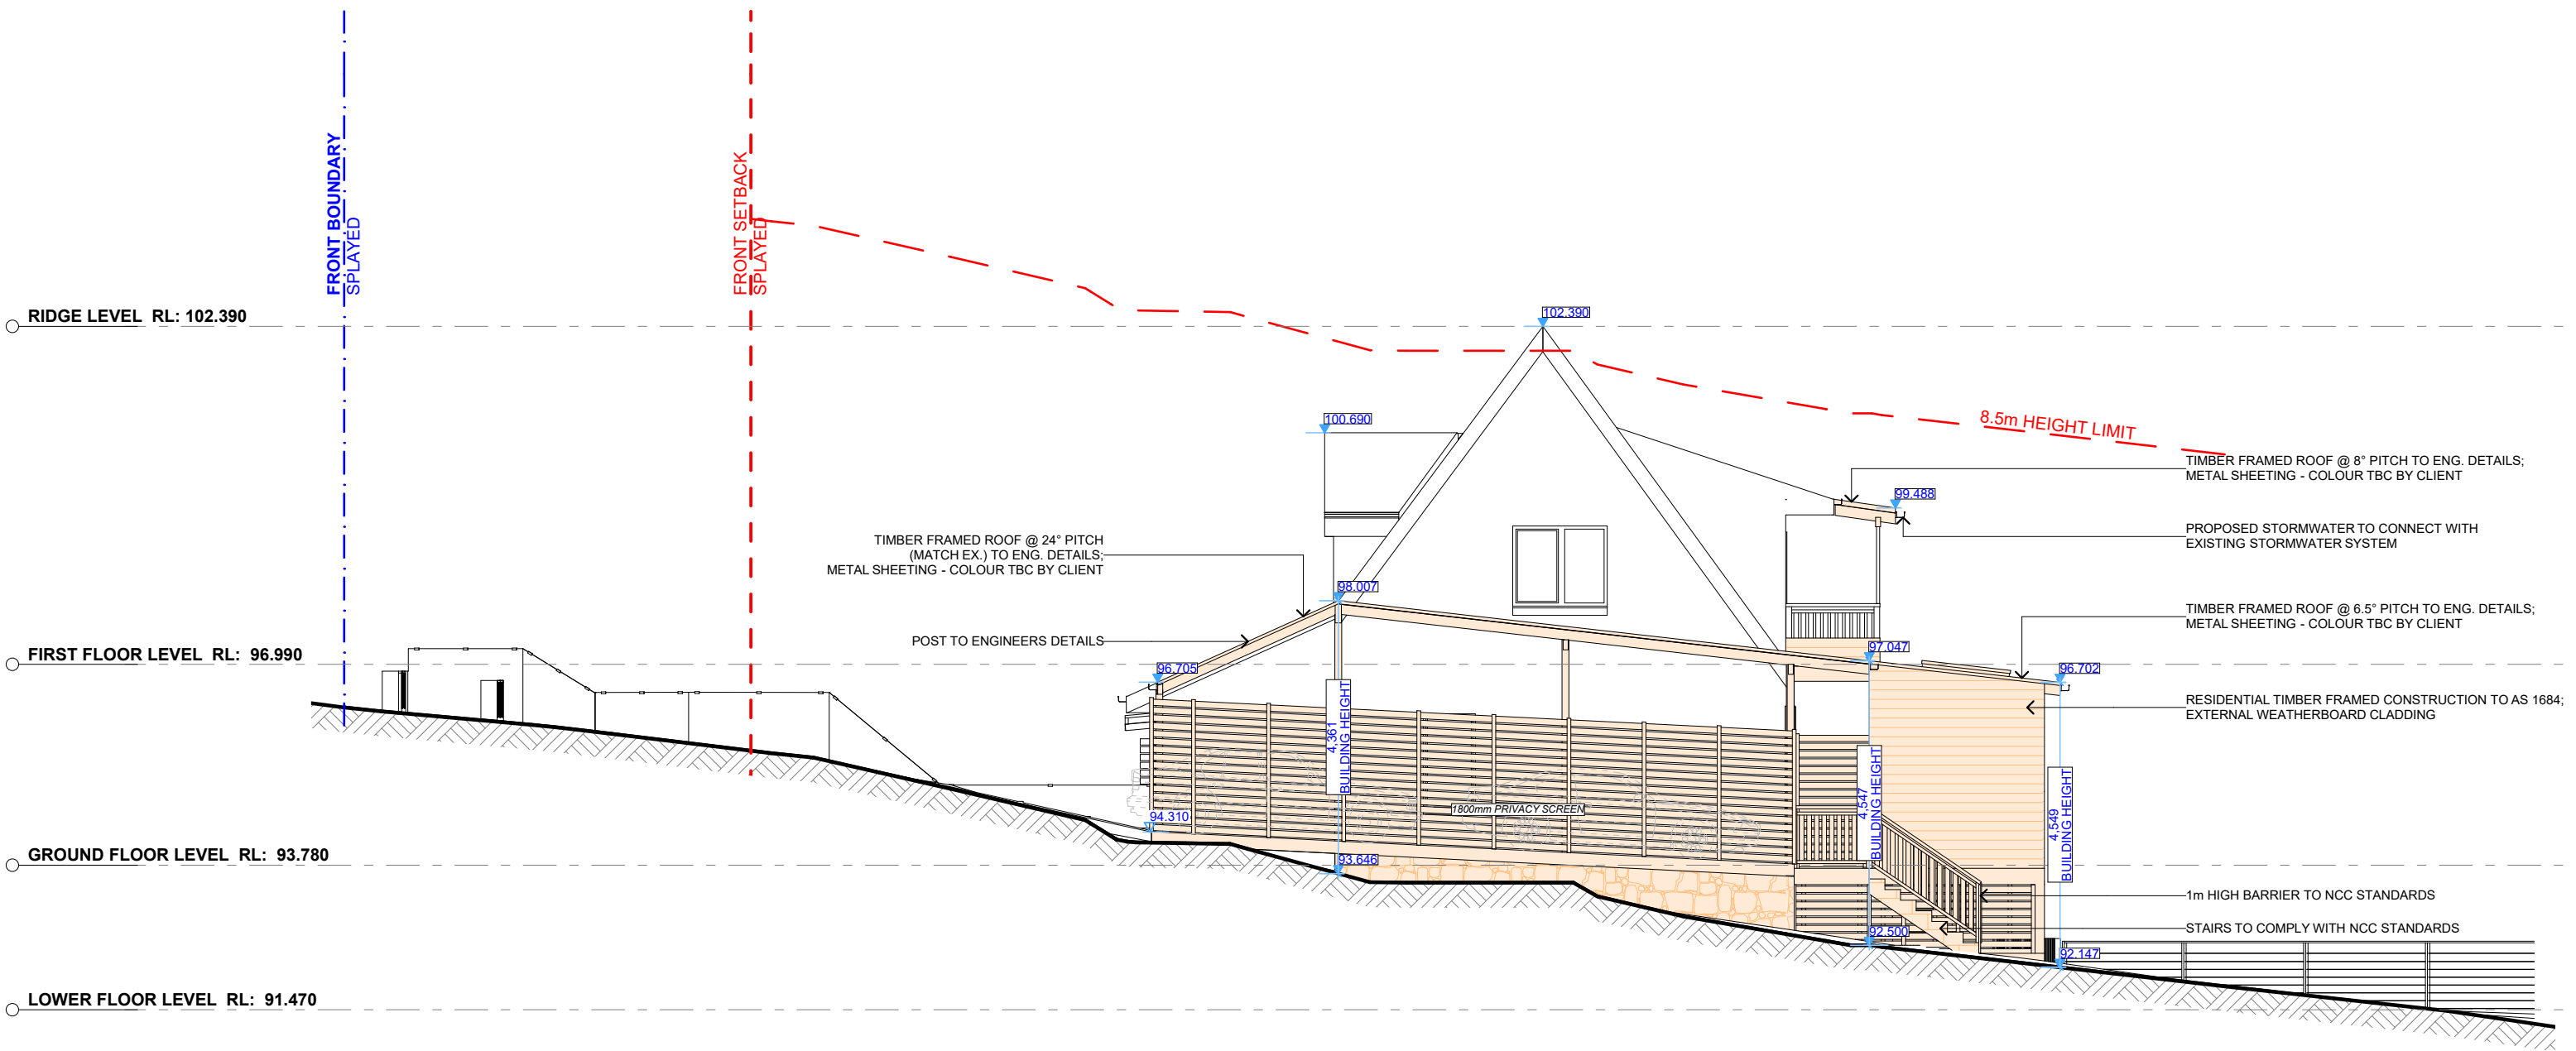 FRONT BOUNDARY
SPLAYED
FRONT SETBACK
SPLAYED
RIDGE LEVEL  RL: 102.390
102.390
8.5m HEIGHT LIMIT
100.690
TIMBER FRAMED ROOF @ 8° PITCH TO ENG. DETAILS;
METAL SHEETING - COLOUR TBC BY CLIENT
99.488
PROPOSED STORMWATER TO CONNECT WITH
EXISTING STORMWATER SYSTEM
TIMBER FRAMED ROOF @ 24° PITCH
(MATCH EX.) TO ENG. DETAILS;
METAL SHEETING - COLOUR TBC BY CLIENT
98.007
TIMBER FRAMED ROOF @ 6.5° PITCH TO ENG. DETAILS;
METAL SHEETING - COLOUR TBC BY CLIENT
POST TO ENGINEERS DETAILS
FIRST FLOOR LEVEL  RL:  96.990
96.705
97.047
96.702
RESIDENTIAL TIMBER FRAMED CONSTRUCTION TO AS 1684;
EXTERNAL WEATHERBOARD CLADDING
4,361
BUILDING HEIGHT
4,547
BUILDING HEIGHT
4,549
BUILDING HEIGHT
1800mm PRIVACY SCREEN
94.310
GROUND FLOOR LEVEL  RL:  93.780
93.646
1m HIGH BARRIER TO NCC STANDARDS
STAIRS TO COMPLY WITH NCC STANDARDS
92.500
92.147
LOWER FLOOR LEVEL  RL:  91.470